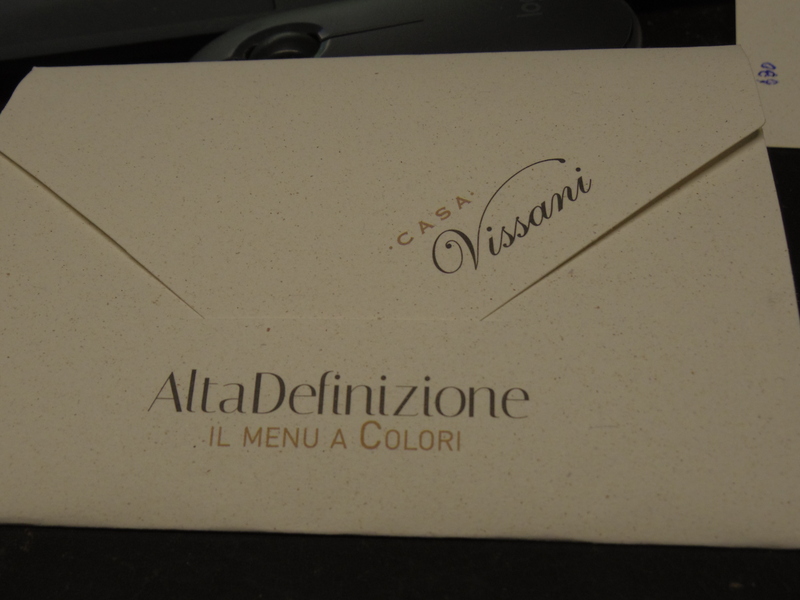 ·CASA·
Vissani
AltaDefinizione
IL MENU A COLORI